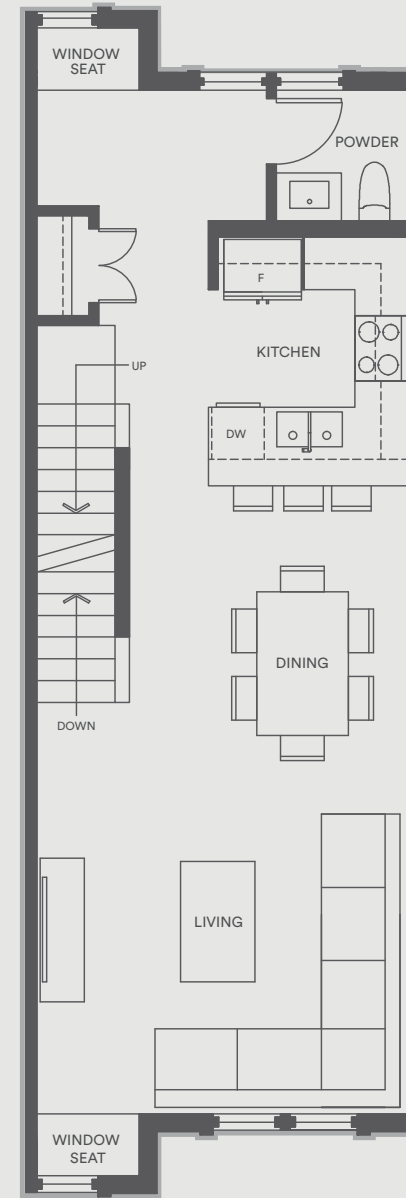 WINDOW
SEAT
POWDER
F
KITCHEN
UP
DW
DINING
DOWN
LIVING
WINDOW
SEAT